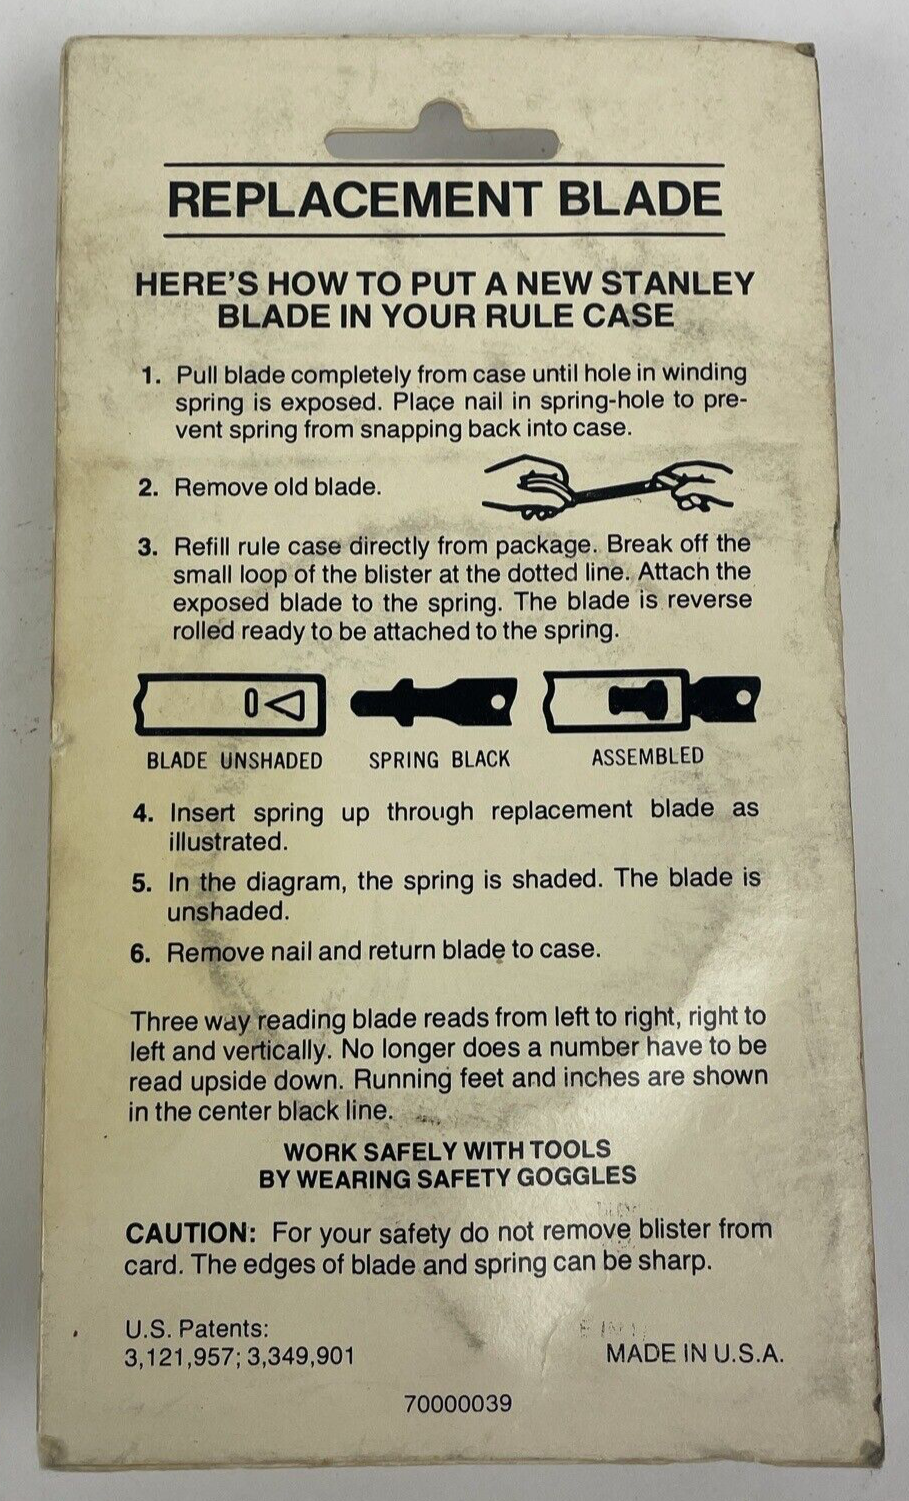 REPLACEMENT BLADE
HERE'S HOW TO PUT A NEW STANLEY
BLADE IN YOUR RULE CASE
1. Pull blade completely from case until hole in winding
spring is exposed. Place nail in spring-hole to pre-
vent spring from snapping back into case.
2. Remove old blade.
3. Refill rule case directly from package. Break off the
small loop of the blister at the dotted line. Attach the
exposed blade to the spring. The blade is reverse
rolled ready to be attached to the spring.
BLADE UNSHADED SPRING BLACK ASSEMBLED
4. Insert spring up through replacement blade as
illustrated.
5. In the diagram, the spring is shaded. The blade is
unshaded.
6. Remove nail and return blade to case.
Three way reading blade reads from left to right, right to
left and vertically. No longer does a number have to be
read upside down. Running feet and inches are shown
in the center black line.
WORK SAFELY WITH TOOLS
BY WEARING SAFETY GOGGLES
CAUTION: For your safety do not remove blister from
card. The edges of blade and spring can be sharp.
U.S. Patents:
3,121,957; 3,349,901 MADE IN U.S.A.
70000039